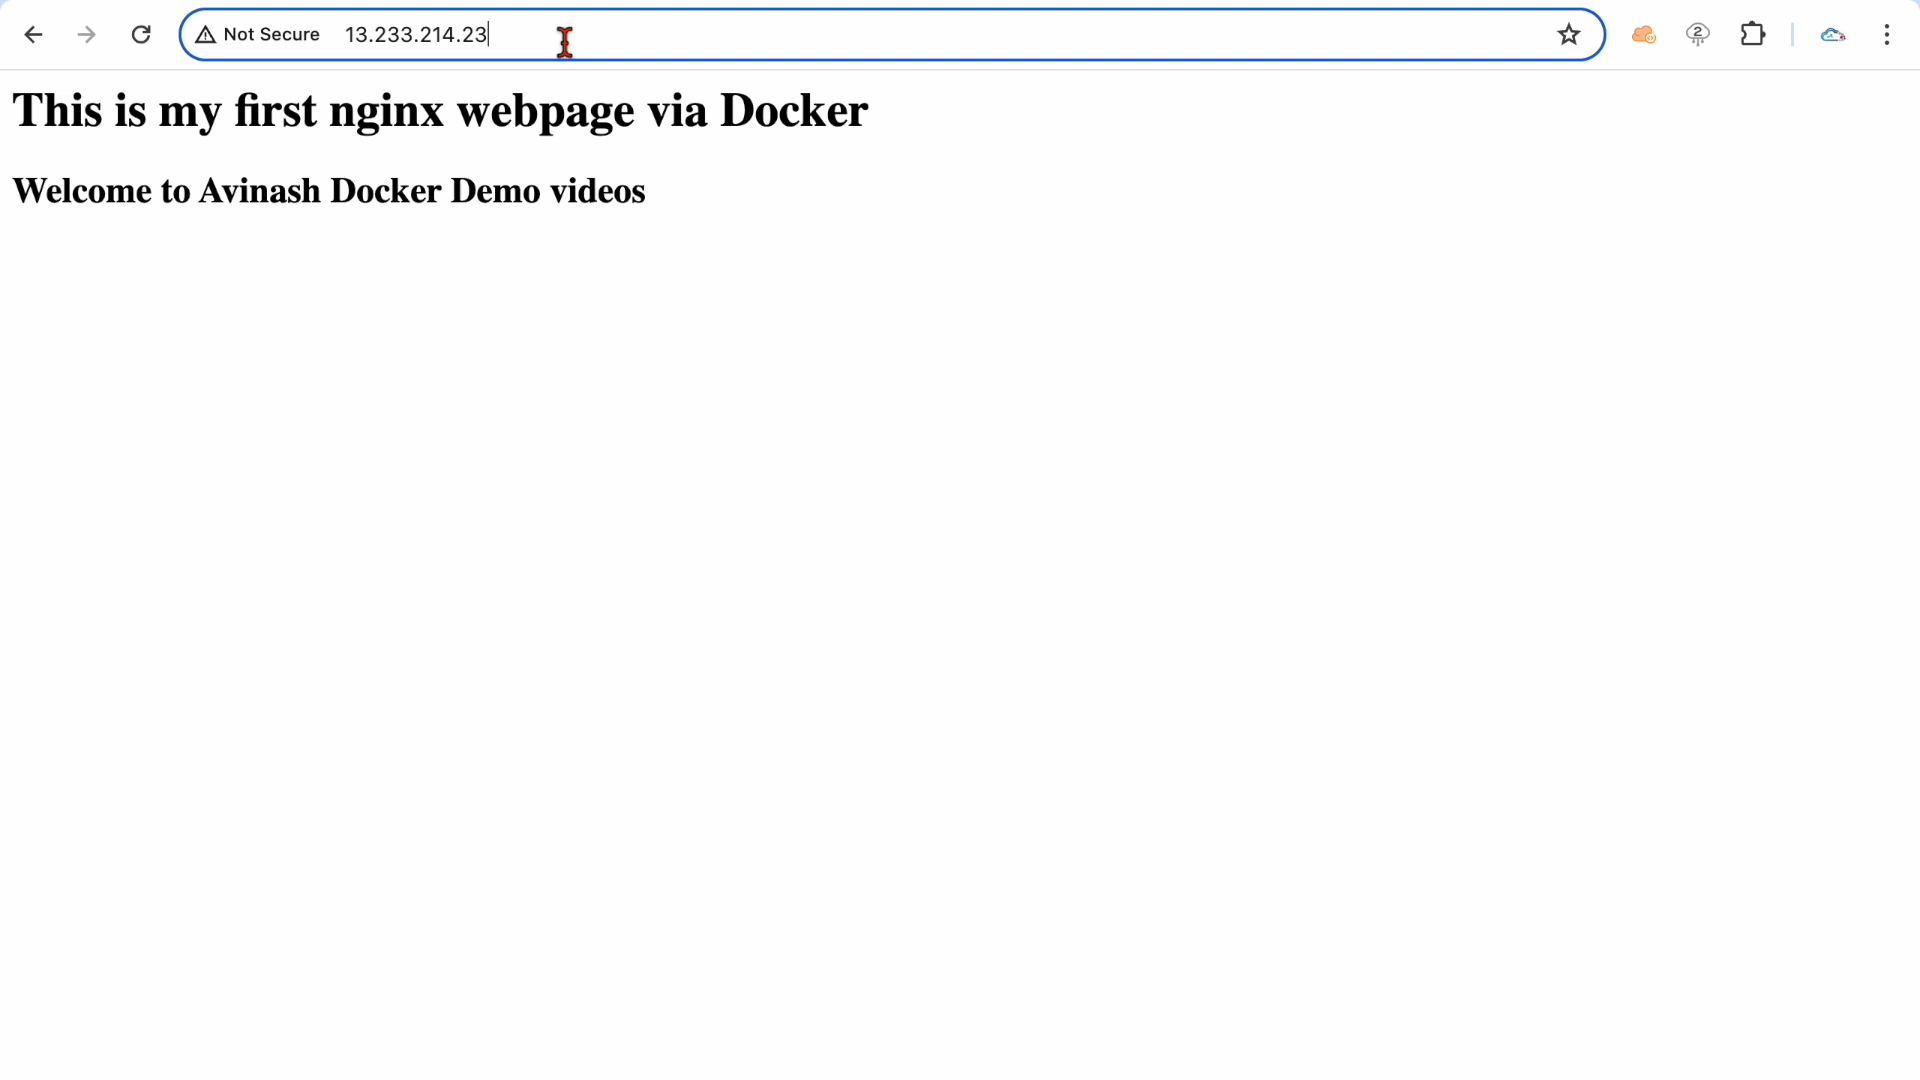 Not Secure 13.233.214.23
2
This is my first nginx webpage via Docker
Welcome to Avinash Docker Demo videos